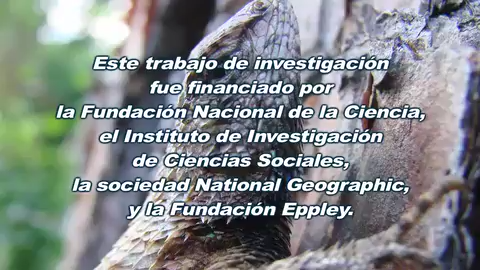 Este trabajo de investigación
fue financiado por
la Fundación Nacional de la Ciencia,
el Instituto de Investigación
de Ciencias Sociales,
la sociedad National Geographic,
y la Fundación Eppley.